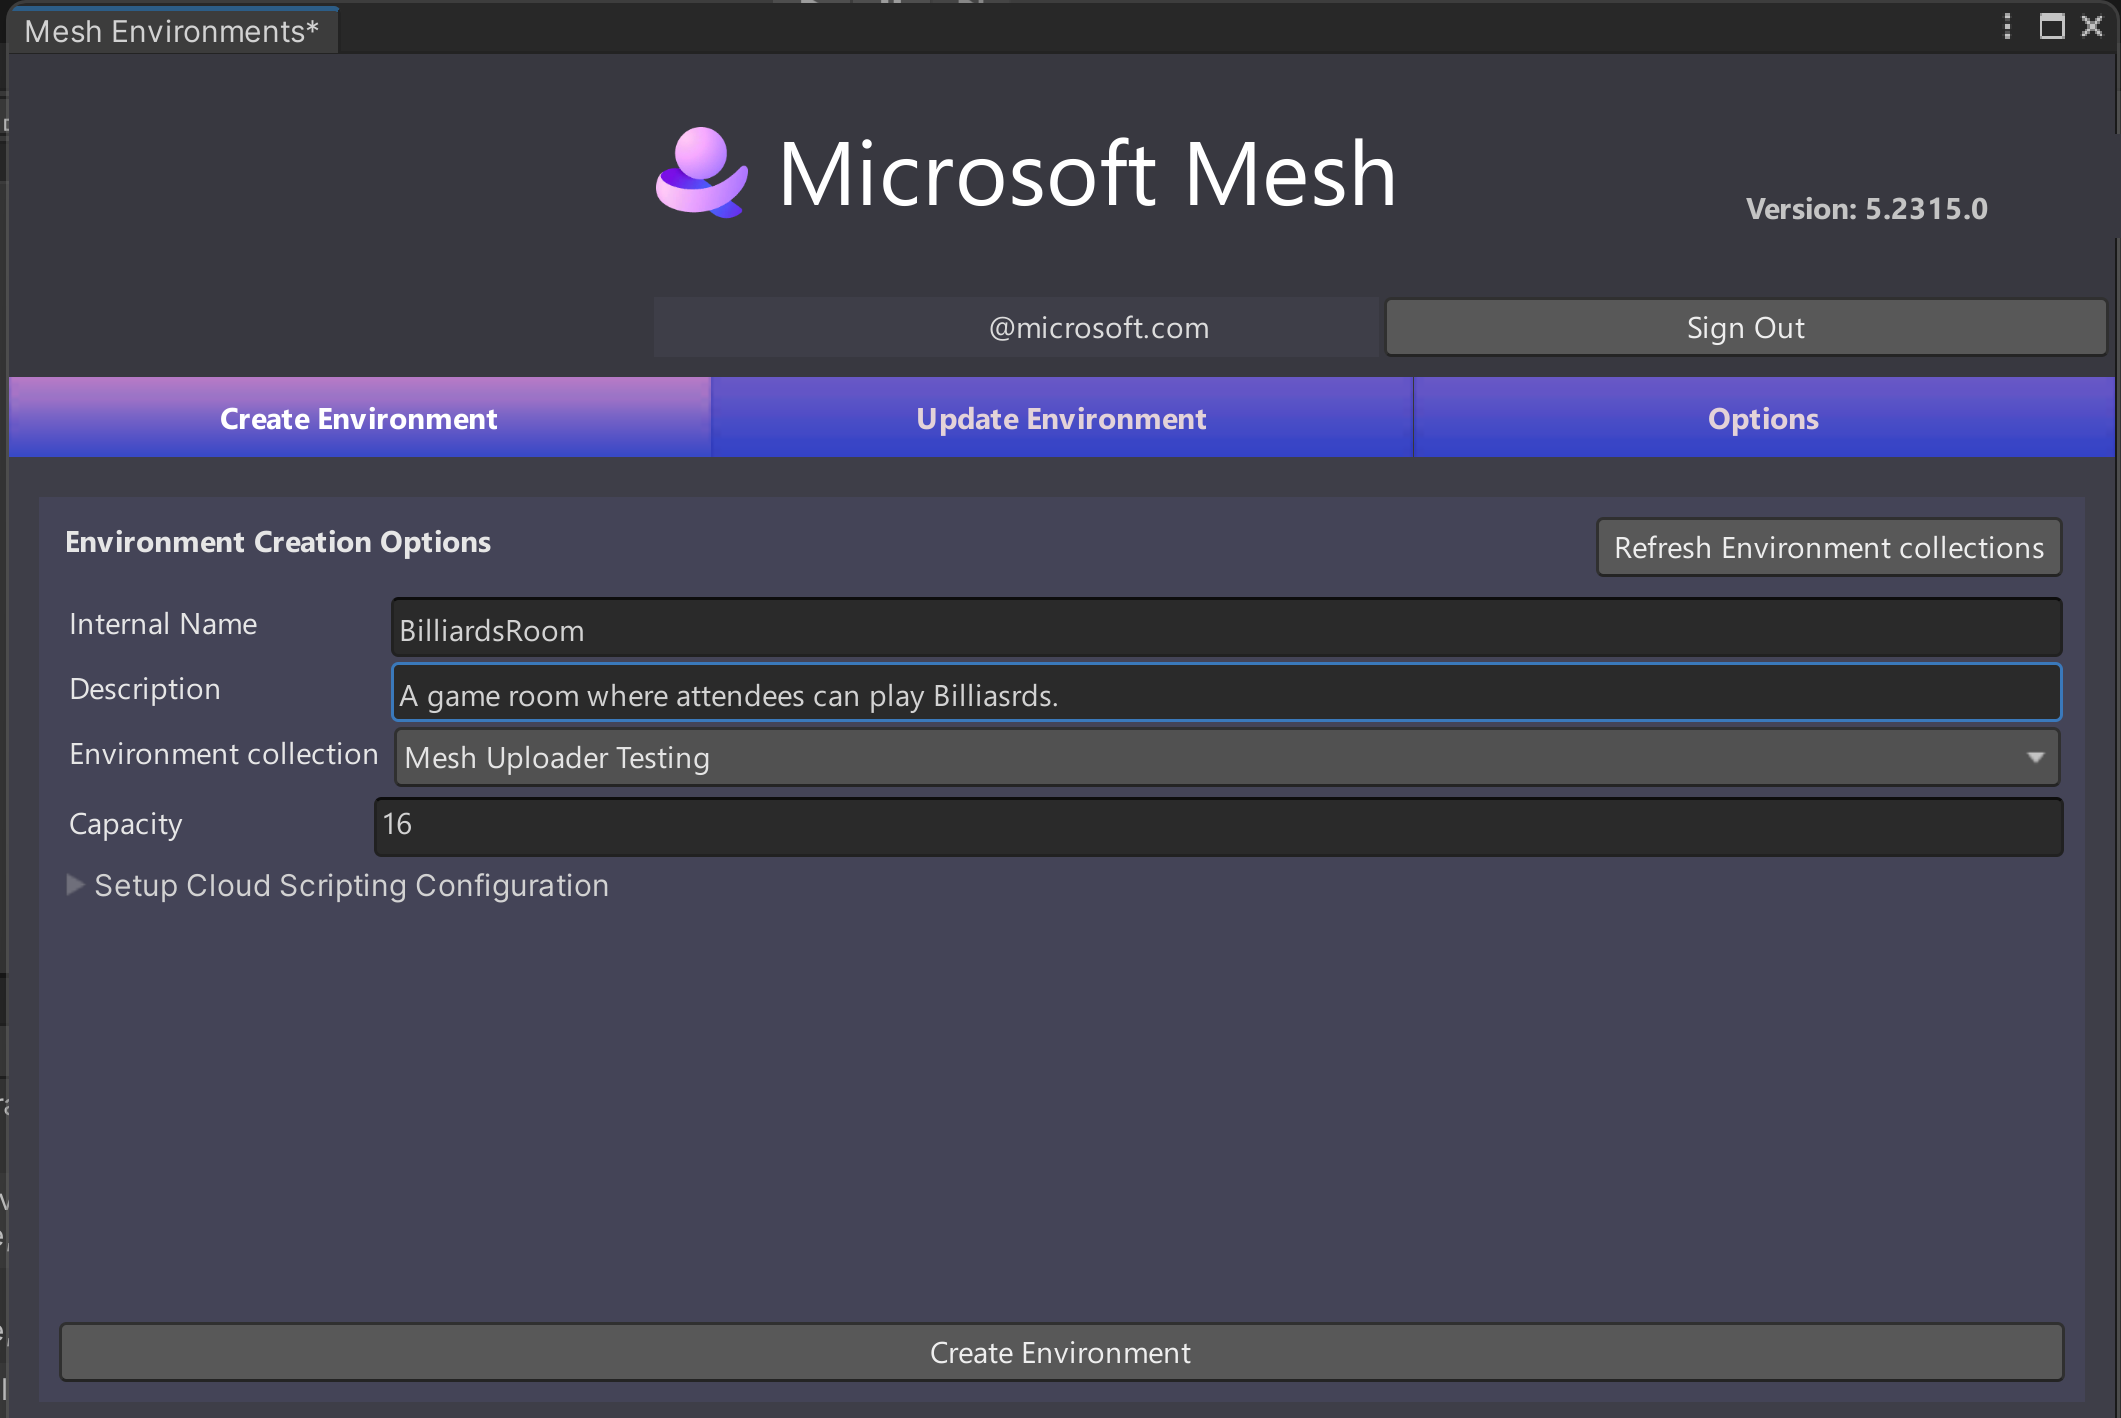 Mesh Environments*
Microsoft Mesh
Version: 5.2315.0
@microsoft.com
Sign Out
Create Environment
Update Environment
Options
Environment Creation Options
Refresh Environment collections
Internal Name
BilliardsRoom
Description
A game room where attendees can play Billiasrds.
Environment collection
Mesh Uploader Testing
Capacity
16
Setup Cloud Scripting Configuration
Create Environment